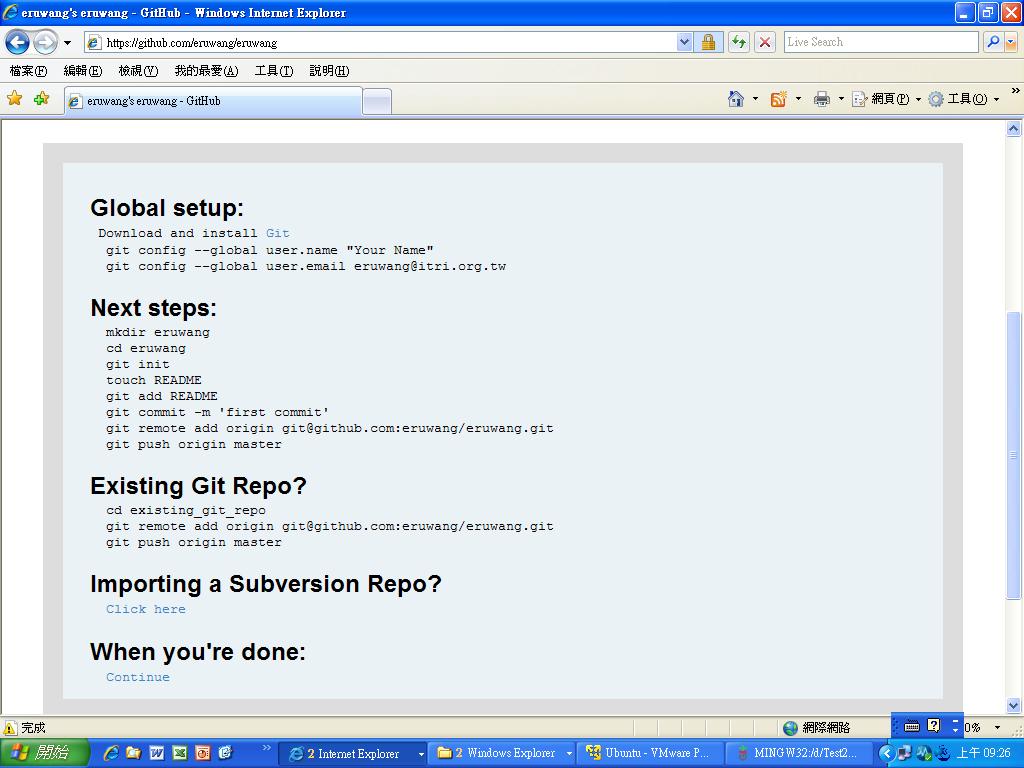 eruwang's eruwang - GitHub - Windows Internet Explorer
https://github.com/eruwang/eruwang
Live Search
檔案(F) 編輯(E) 檢視(V) 我的最愛(A) 工具(T) 說明(H)
eruwang's eruwang - GitHub
網頁(P) 工具(O)
Global setup:
Download and install Git
git config --global user.name "Your Name"
git config --global user.email eruwang@itri.org.tw
Next steps:
mkdir eruwang
cd eruwang
git init
touch README
git add README
git commit -m 'first commit'
git remote add origin git@github.com:eruwang/eruwang.git
git push origin master
Existing Git Repo?
cd existing_git_repo
git remote add origin git@github.com:eruwang/eruwang.git
git push origin master
Importing a Subversion Repo?
Click here
When you're done:
Continue
完成
網際網路
0%
開始
2 Internet Explorer
2 Windows Explorer
Ubuntu - VMware P...
MINGW32:/d/Test2...
上午 09:26